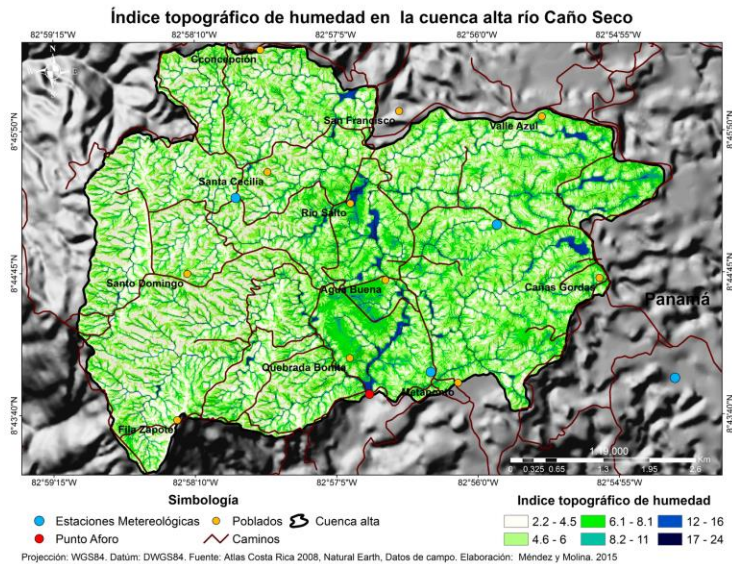 Índice topográfico de humedad en la cuenca alta río Caño Seco
82°59'15"W 82°58'10"W 82°57'5"W 82°56'0"W 82°54'55"W
N
Cconcepción
San Francisco
Valle Azul
8°45'50"N 8°45'50"N
Santa Cecilia
Río Salto
Santo Domingo
Agua Buena
Cañas Gordas
8°44'45"N 8°44'45"N
Panamá
Quebrada Bonita
Metaponto
Fila Zapote
8°43'40"N 8°43'40"N
1:19,000
Km
0 0.325 0.65 1.3 1.95 2.6
82°59'15"W 82°58'10"W 82°57'5"W 82°56'0"W 82°54'55"W
Simbología
Estaciones Metereológicas Poblados Cuenca alta
Punto Aforo Caminos
Indice topográfico de humedad
2.2 - 4.5 6.1 - 8.1 12 - 16
4.6 - 6 8.2 - 11 17 - 24
Projección: WGS84. Datúm: DWGS84. Fuente: Atlas Costa Rica 2008, Natural Earth, Datos de campo. Elaboración: Méndez y Molina. 2015